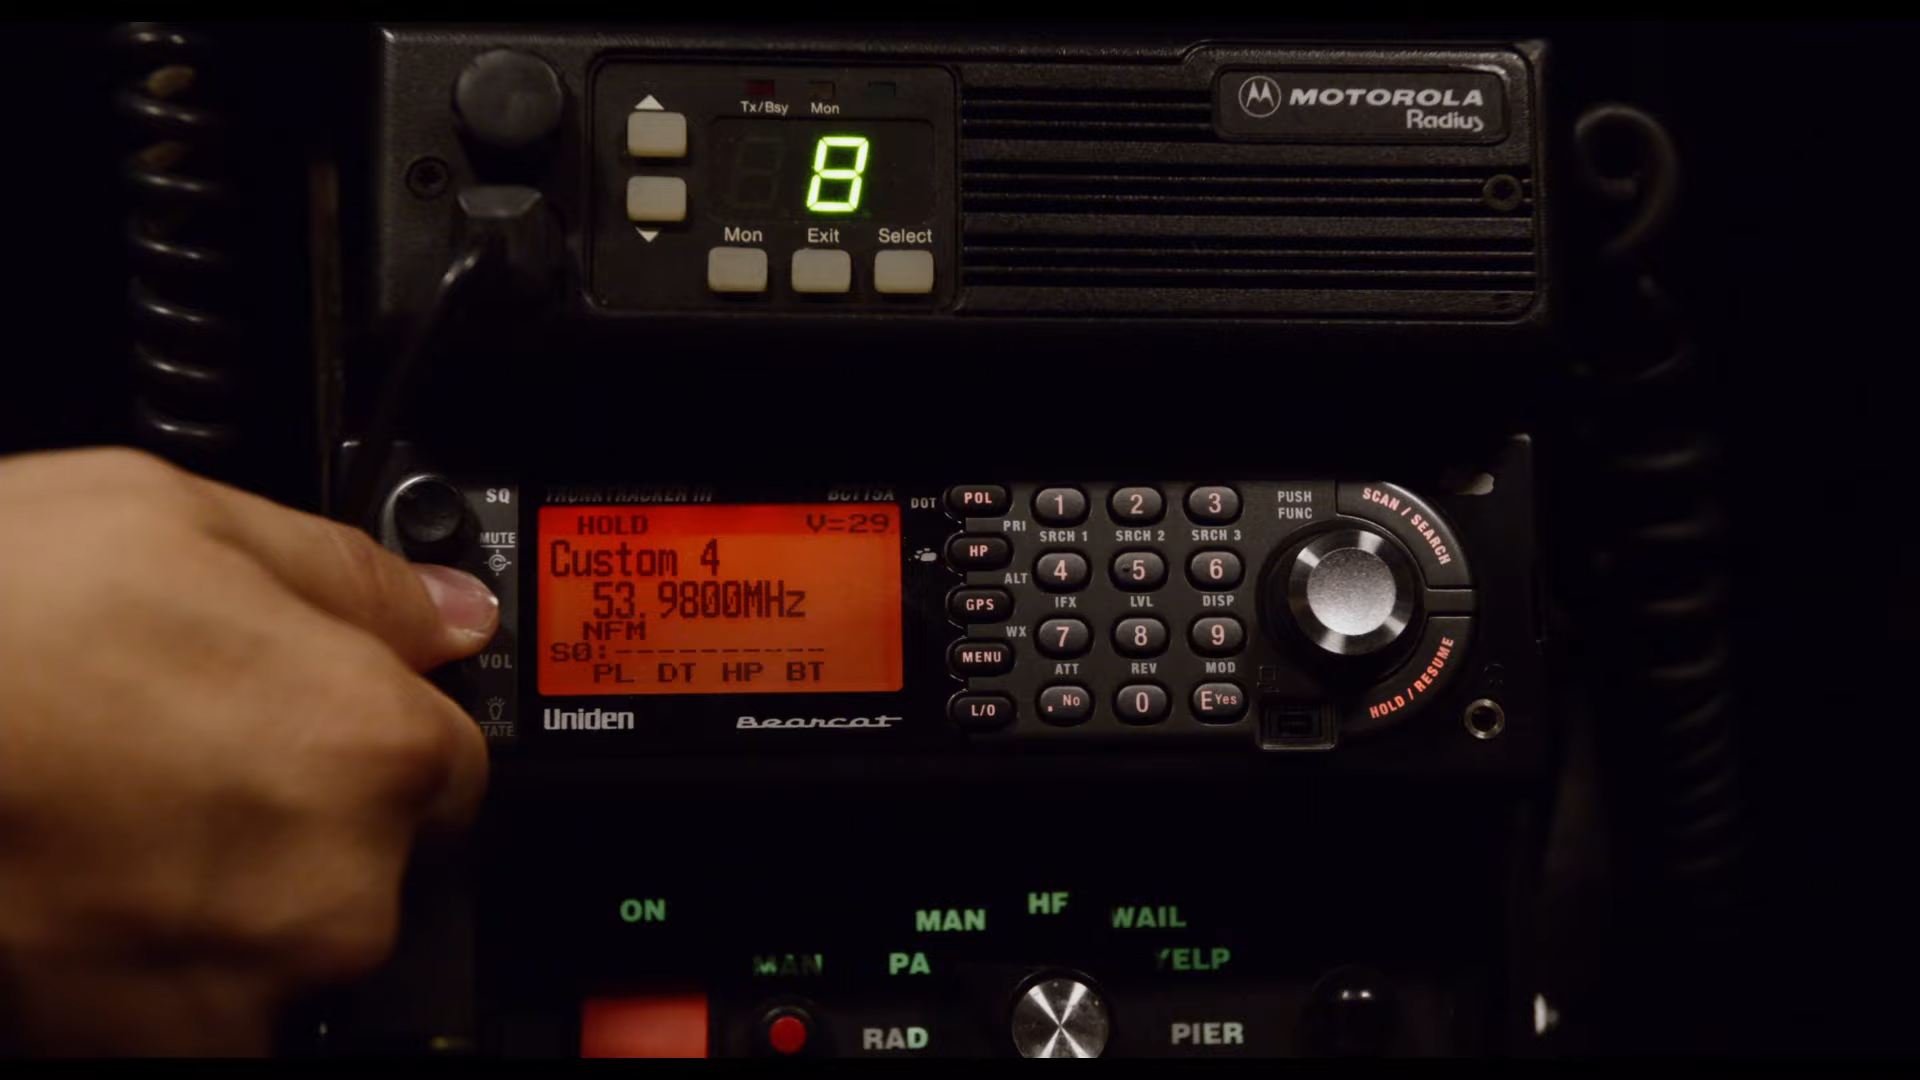 MOTOROLA
Radius
Tx/Bsy Mon
8
Mon Exit Select
SQ
MUTE
VOL
TRUNKTRACKER III
HOLD V=29
Custom 4
53.9800MHz
NFM
S0:----------
PL DT HP BT
Uniden Bearcat
DOT POL 1 2 3
PRI SRCH 1 SRCH 2 SRCH 3
HP 4 5 6
ALT IFX LVL DISP
GPS 7 8 9
WX ATT REV MOD
MENU
L/O . No 0 E Yes
PUSH
FUNC
SCAN / SEARCH
HOLD / RESUME
ON
MAN HF WAIL
MAN PA YELP
RAD PIER